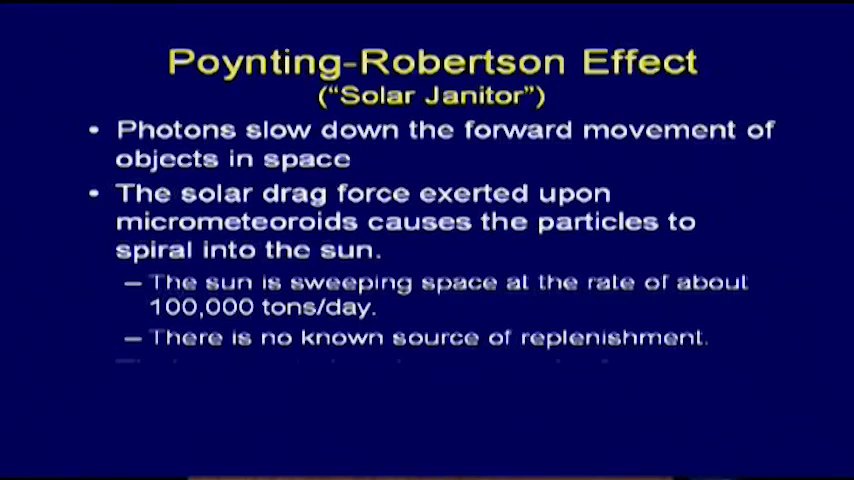 Poynting-Robertson Effect
("Solar Janitor")
• Photons slow down the forward movement of
objects in space
• The solar drag force exerted upon
micrometeoroids causes the particles to
spiral into the sun.
– The sun is sweeping space at the rate of about
100,000 tons/day.
– There is no known source of replenishment.